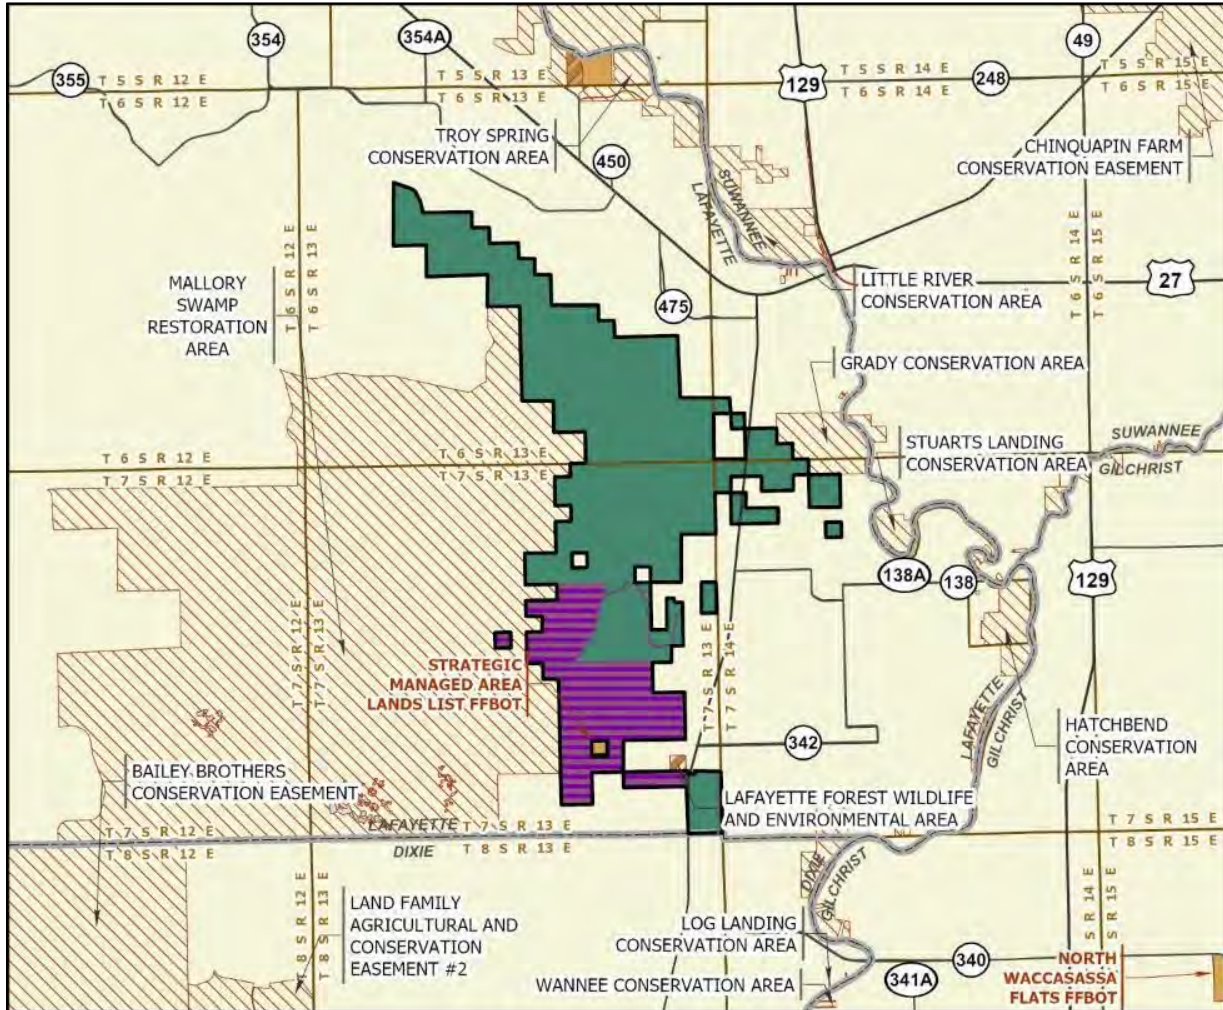 354
354A
49
355
T 5 S R 12 E
T 6 S R 12 E
T 5 S R 13 E
T 6 S R 13 E
129
T 5 S R 14 E
T 6 S R 14 E
248
T 5 S R 15 E
T 6 S R 15 E
TROY SPRING
CONSERVATION AREA
450
CHINQUAPIN FARM
CONSERVATION EASEMENT
SUWANNEE
LAFAYETTE
T 6 S R 12 E
T 6 S R 13 E
T 6 S R 14 E
T 6 S R 15 E
MALLORY
SWAMP
RESTORATION
AREA
475
LITTLE RIVER
CONSERVATION AREA
27
GRADY CONSERVATION AREA
STUARTS LANDING
CONSERVATION AREA
SUWANNEE
GILCHRIST
T 6 S R 12 E
T 7 S R 12 E
T 6 S R 13 E
T 7 S R 13 E
138A
138
129
T 7 S R 12 E
T 7 S R 13 E
T 7 S R 13 E
T 7 S R 14 E
STRATEGIC
MANAGED AREA
LANDS LIST FFBOT
LAFAYETTE
GILCHRIST
342
HATCHBEND
CONSERVATION
AREA
BAILEY BROTHERS
CONSERVATION EASEMENT
LAFAYETTE FOREST WILDLIFE
AND ENVIRONMENTAL AREA
LAFAYETTE
DIXIE
T 7 S R 12 E
T 8 S R 12 E
T 7 S R 13 E
T 8 S R 13 E
T 7 S R 15 E
T 8 S R 15 E
DIXIE
GILCHRIST
T 8 S R 12 E
T 8 S R 13 E
S R 14 E
S R 15 E
LAND FAMILY
AGRICULTURAL AND
CONSERVATION
EASEMENT #2
LOG LANDING
CONSERVATION AREA
WANNEE CONSERVATION AREA
340
341A
NORTH
WACCASASSA
FLATS FFBOT